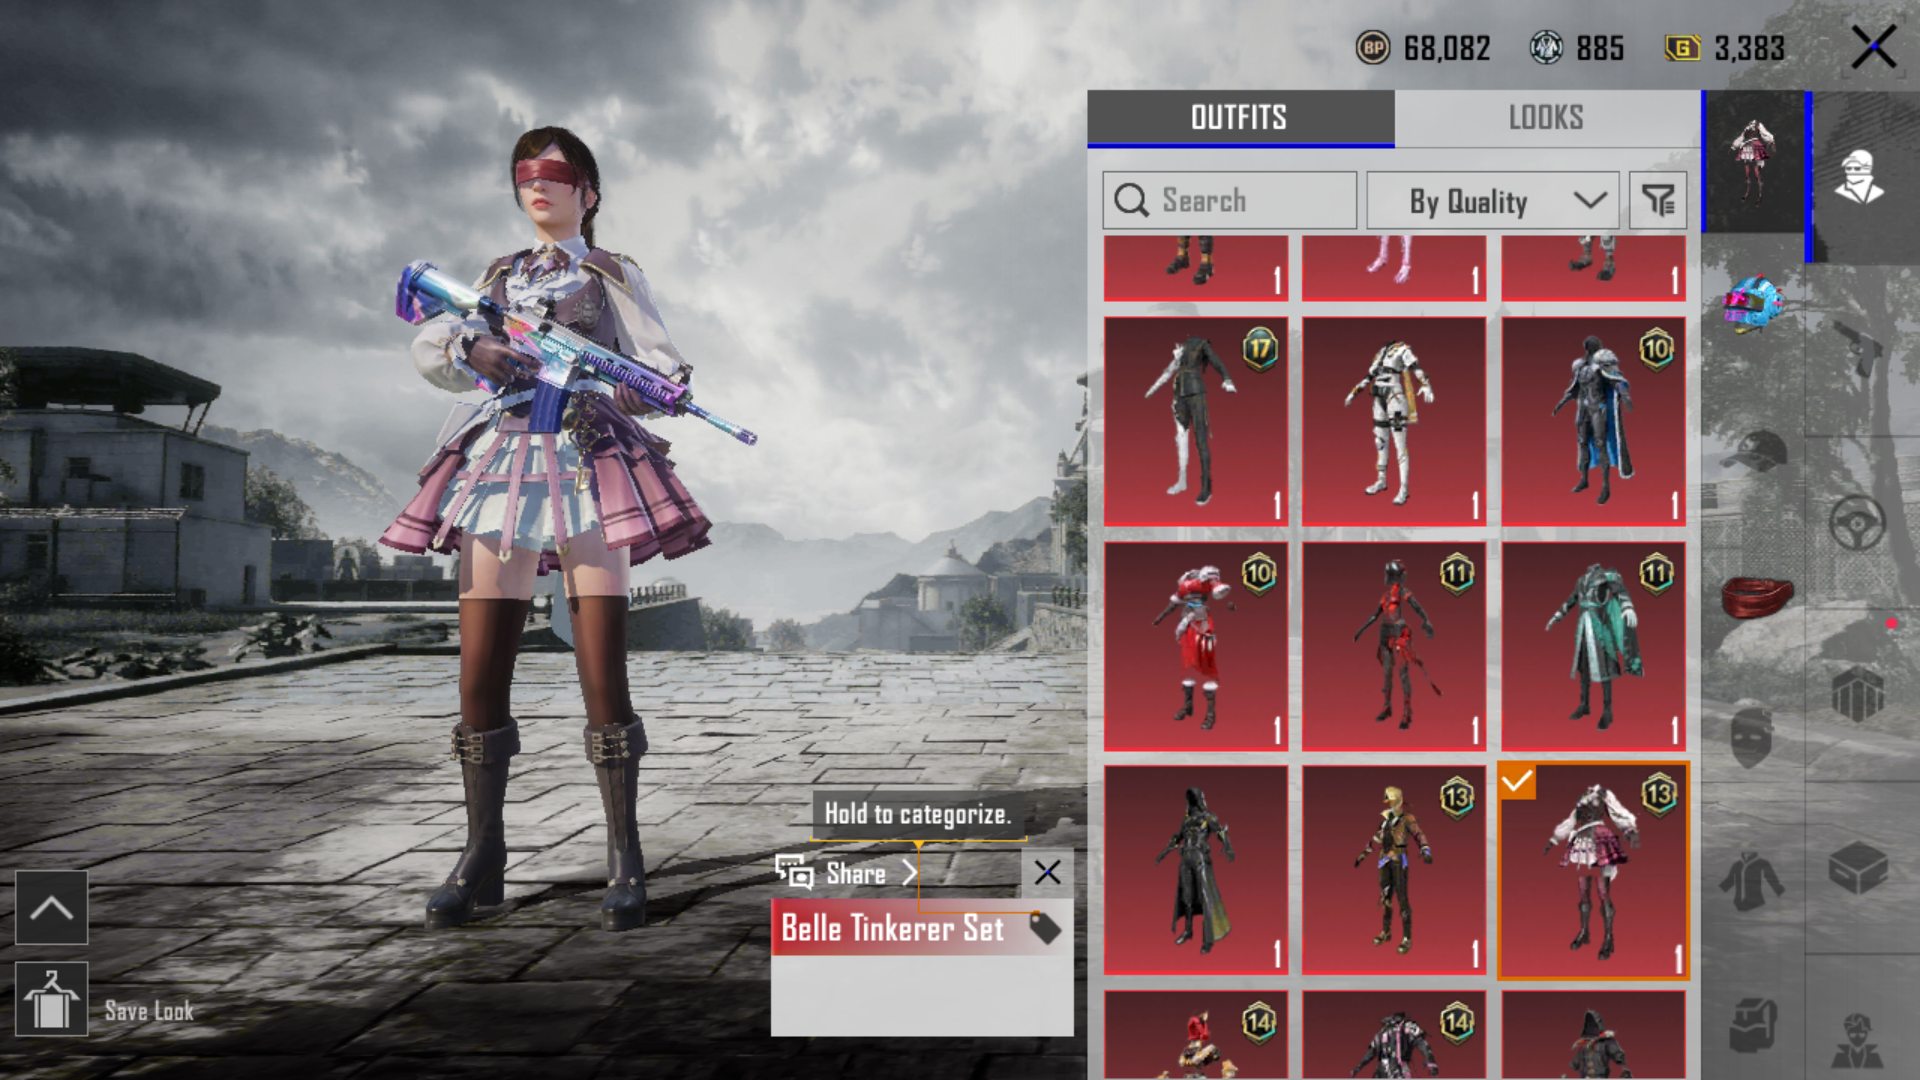 BP 68,082 885 G 3,383
OUTFITS LOOKS
Search By Quality
1 1 1
17 10
1 1 1
10 11 11
1 1 1
13 13
1 1 1
14 14
Hold to categorize.
Share
Belle Tinkerer Set
Save Look